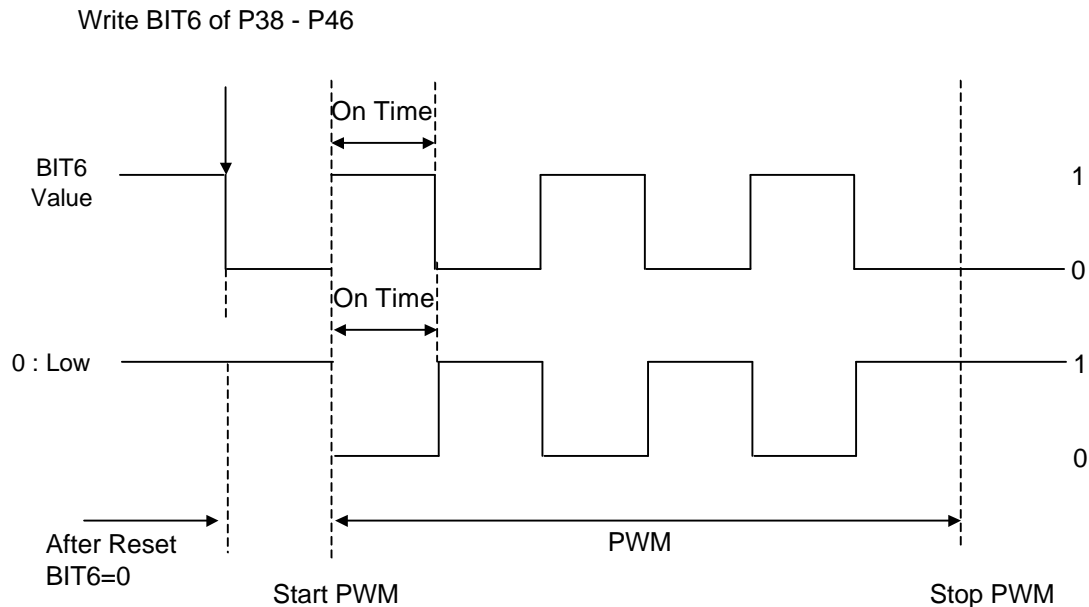 Write BIT6 of P38 - P46
On Time
BIT6
Value
1
0
On Time
0 : Low
1
0
After Reset
BIT6=0
PWM
Start PWM
Stop PWM